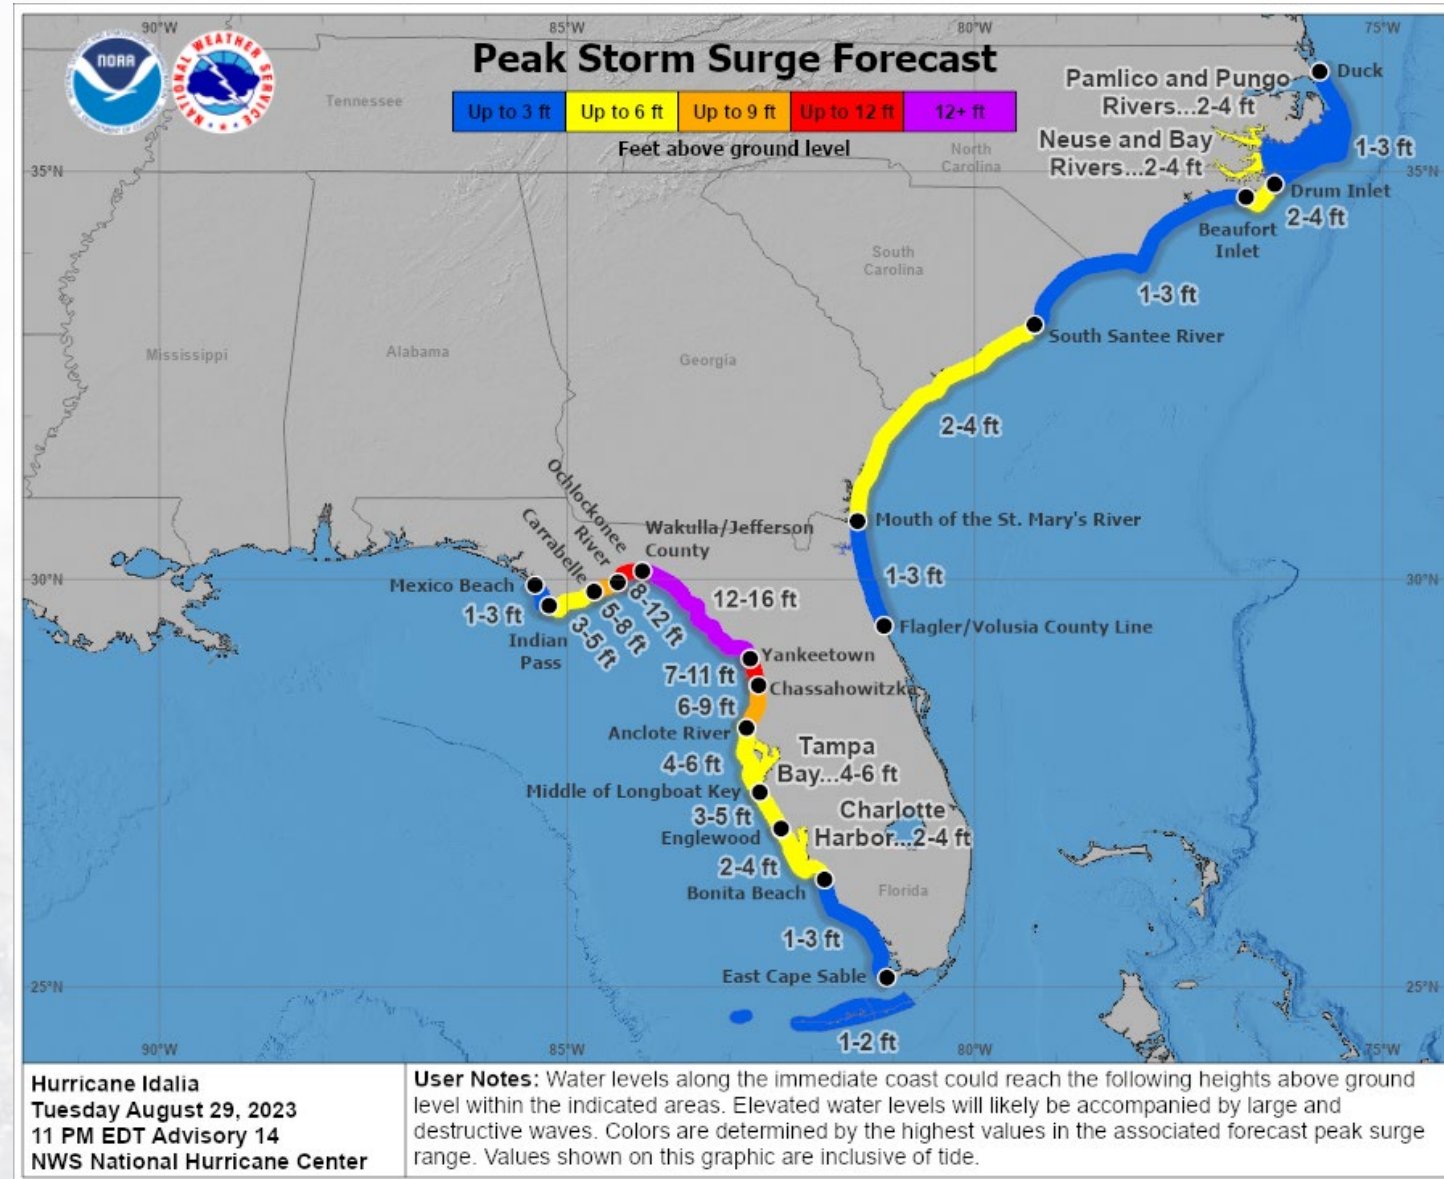 90°W
85°W
80°W
75°W
NOAA
NATIONAL WEATHER SERVICE
Peak Storm Surge Forecast
Up to 3 ft
Up to 6 ft
Up to 9 ft
Up to 12 ft
12+ ft
Feet above ground level
Tennessee
North
Carolina
Pamlico and Pungo
Rivers...2-4 ft
Duck
Neuse and Bay
Rivers...2-4 ft
1-3 ft
35°N
35°N
Drum Inlet
2-4 ft
Beaufort
Inlet
South
Carolina
1-3 ft
South Santee River
Mississippi
Alabama
Georgia
2-4 ft
Mouth of the St. Mary's River
Ochlockonee
River
Carrabelle
Wakulla/Jefferson
County
30°N
30°N
Mexico Beach
1-3 ft
Indian
Pass
3-5 ft
5-8 ft
8-12 ft
12-16 ft
1-3 ft
Flagler/Volusia County Line
Yankeetown
7-11 ft
Chassahowitzka
6-9 ft
Anclote River
4-6 ft
Tampa
Bay...4-6 ft
Middle of Longboat Key
3-5 ft
Charlotte
Harbor...2-4 ft
Englewood
2-4 ft
Bonita Beach
Florida
1-3 ft
East Cape Sable
25°N
25°N
1-2 ft
90°W
85°W
80°W
75°W
Hurricane Idalia
Tuesday August 29, 2023
11 PM EDT Advisory 14
NWS National Hurricane Center
User Notes: Water levels along the immediate coast could reach the following heights above ground
level within the indicated areas. Elevated water levels will likely be accompanied by large and
destructive waves. Colors are determined by the highest values in the associated forecast peak surge
range. Values shown on this graphic are inclusive of tide.